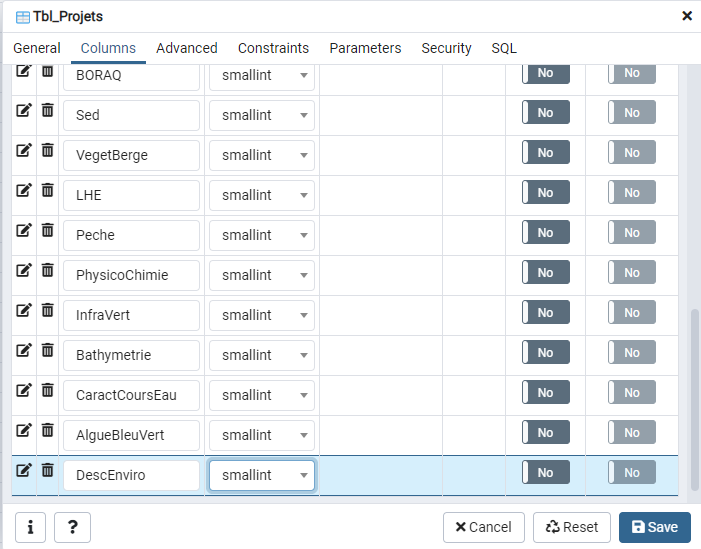 Tbl_Projets
General Columns Advanced Constraints Parameters Security SQL
BORAQ smallint No No
Sed smallint No No
VegetBerge smallint No No
LHE smallint No No
Peche smallint No No
PhysicoChimie smallint No No
InfraVert smallint No No
Bathymetrie smallint No No
CaractCoursEau smallint No No
AlgueBleuVert smallint No No
DescEnviro smallint No No
i ? Cancel Reset Save